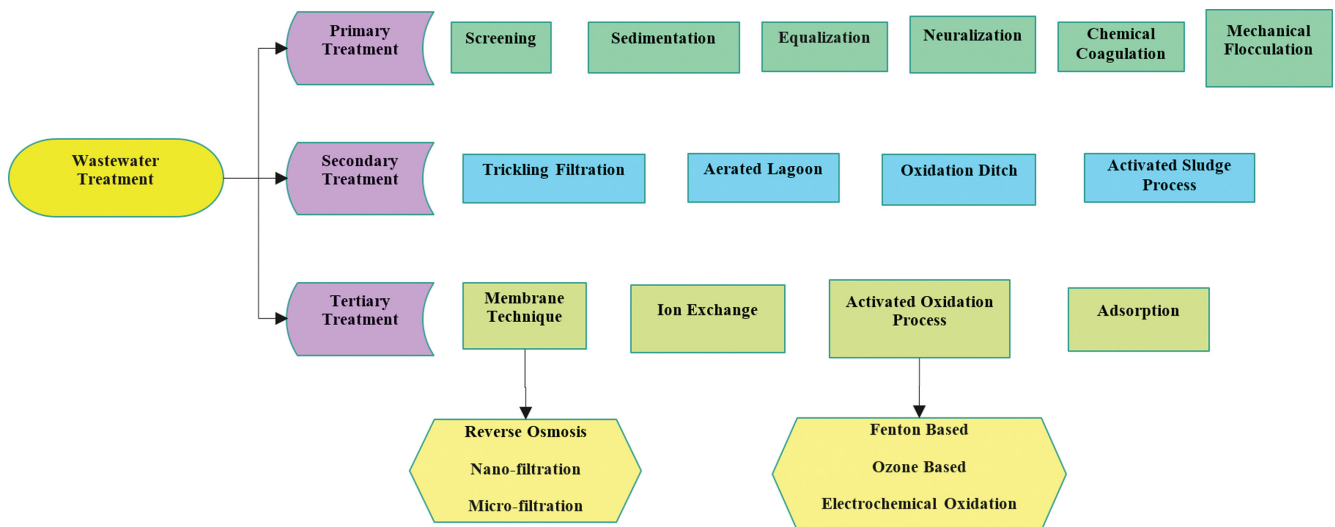 Primary
Treatment
Screening
Sedimentation
Equalization
Neuralization
Chemical
Coagulation
Mechanical
Flocculation
Wastewater
Treatment
Secondary
Treatment
Trickling Filtration
Aerated Lagoon
Oxidation Ditch
Activated Sludge
Process
Tertiary
Treatment
Membrane
Technique
Ion Exchange
Activated Oxidation
Process
Adsorption
Reverse Osmosis
Nano-filtration
Micro-filtration
Fenton Based
Ozone Based
Electrochemical Oxidation